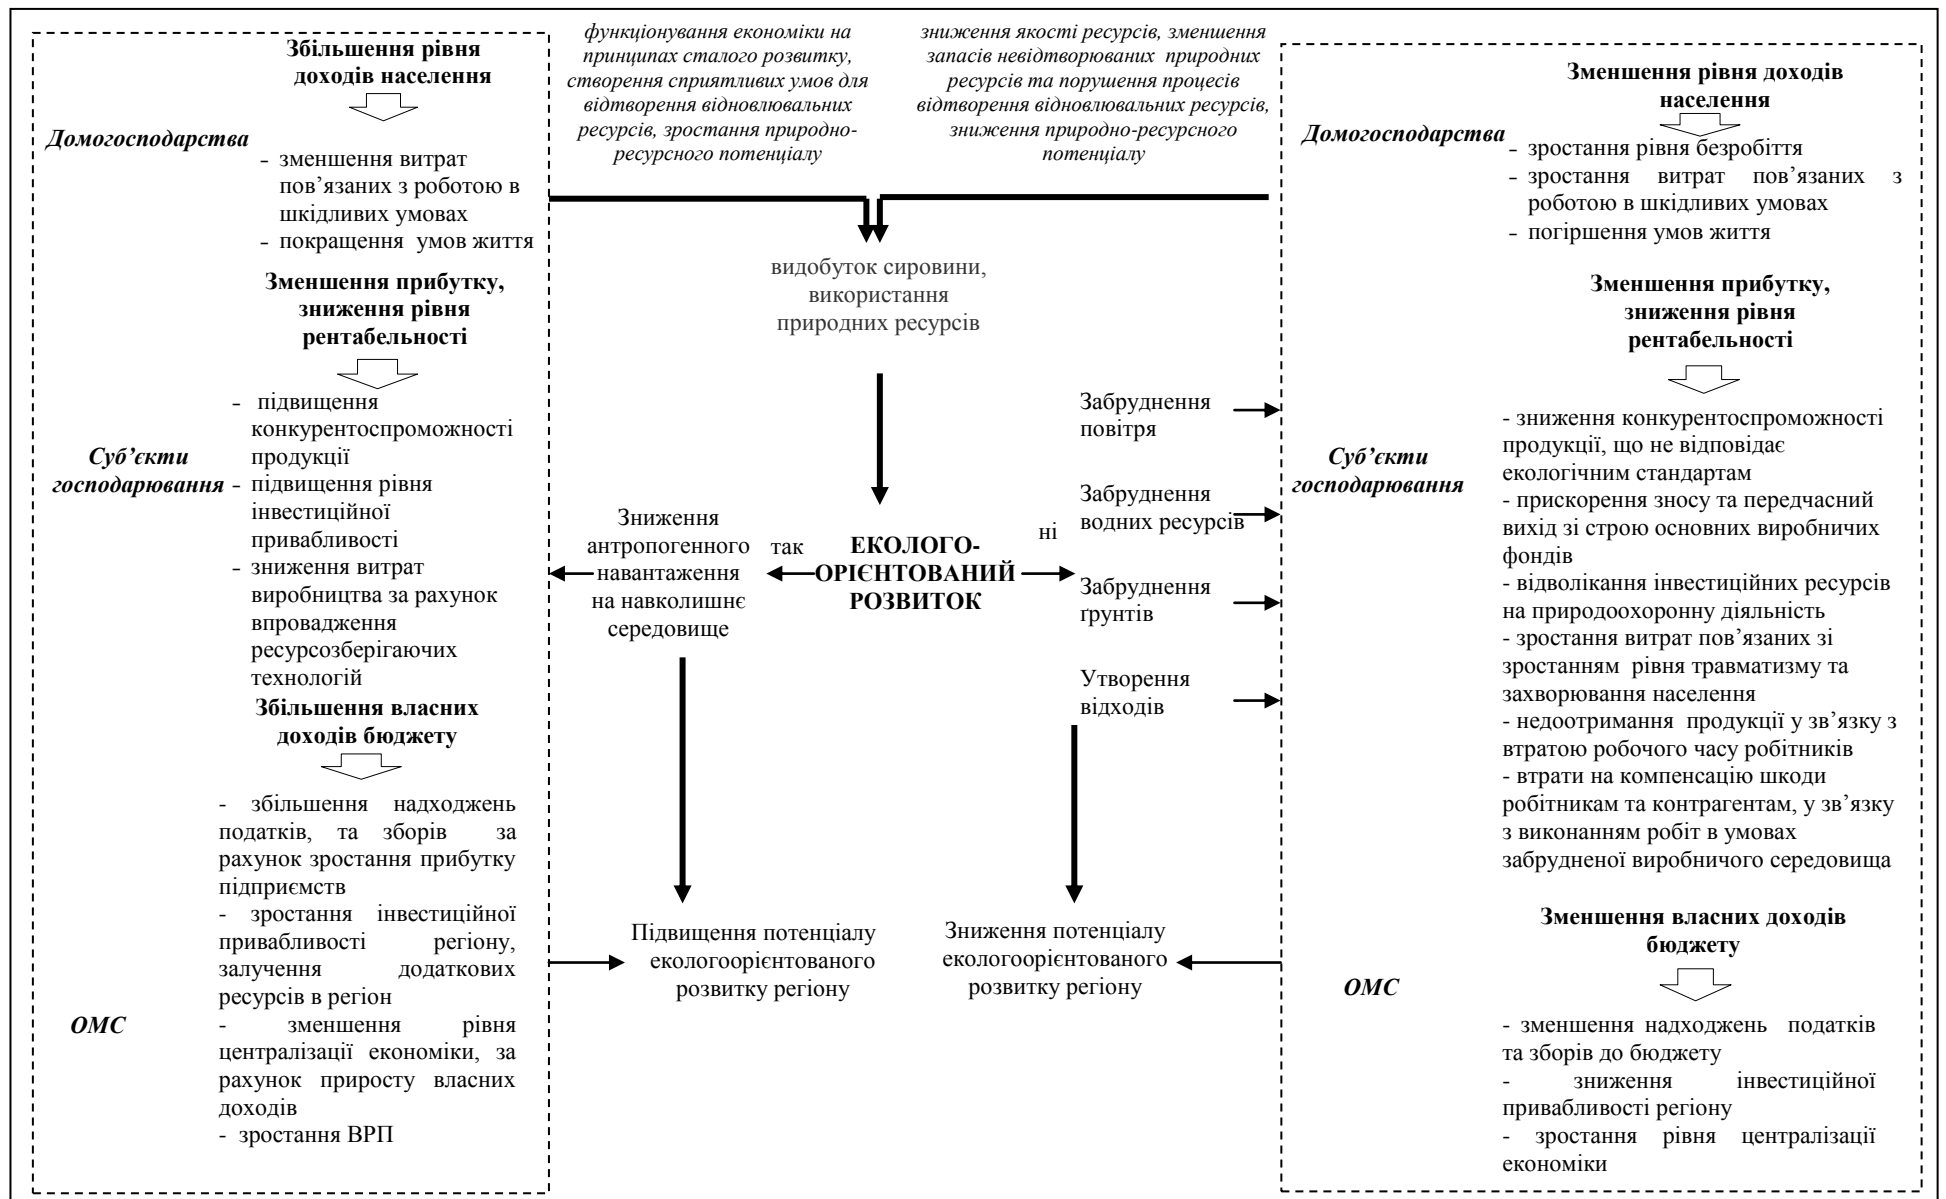 Збільшення рівня
доходів населення
Домогосподарства
- зменшення витрат
пов’язаних з роботою в
шкідливих умовах
- покращення умов життя
Зменшення прибутку,
зниження рівня
рентабельності
Суб’єкти
господарювання
- підвищення
конкурентоспроможності
продукції
- підвищення рівня
інвестиційної
привабливості
- зниження витрат
виробництва за рахунок
впровадження
ресурсозберігаючих
технологій
Збільшення власних
доходів бюджету
ОМС
- збільшення надходжень
податків, та зборів за
рахунок зростання прибутку
підприємств
- зростання інвестиційної
привабливості регіону,
залучення додаткових
ресурсів в регіон
- зменшення рівня
централізації економіки, за
рахунок приросту власних
доходів
- зростання ВРП
функціонування економіки на
принципах сталого розвитку,
створення сприятливих умов для
відтворення відновлювальних
ресурсів, зростання природно-
ресурсного потенціалу
зниження якості ресурсів, зменшення
запасів невідтворюваних природних
ресурсів та порушення процесів
відтворення відновлювальних ресурсів,
зниження природно-ресурсного
потенціалу
видобуток сировини,
використання
природних ресурсів
Зниження
антропогенного
навантаження
на навколишнє
середовище
так
ЕКОЛОГО-
ОРІЄНТОВАНИЙ
РОЗВИТОК
ні
Забруднення
повітря
Забруднення
водних ресурсів
Забруднення
ґрунтів
Утворення
відходів
Підвищення потенціалу
екологоорієнтованого
розвитку регіону
Зниження потенціалу
екологоорієнтованого
розвитку регіону
Зменшення рівня доходів
населення
Домогосподарства
- зростання рівня безробіття
- зростання витрат пов’язаних з
роботою в шкідливих умовах
- погіршення умов життя
Зменшення прибутку,
зниження рівня
рентабельності
Суб’єкти
господарювання
- зниження конкурентоспроможності
продукції, що не відповідає
екологічним стандартам
- прискорення зносу та передчасний
вихід зі строю основних виробничих
фондів
- відволікання інвестиційних ресурсів
на природоохоронну діяльність
- зростання витрат пов’язаних зі
зростанням рівня травматизму та
захворювання населення
- недоотримання продукції у зв’язку з
втратою робочого часу робітників
- втрати на компенсацію шкоди
робітникам та контрагентам, у зв’язку
з виконанням робіт в умовах
забрудненої виробничого середовища
Зменшення власних доходів
бюджету
ОМС
- зменшення надходжень податків
та зборів до бюджету
- зниження інвестиційної
привабливості регіону
- зростання рівня централізації
економіки